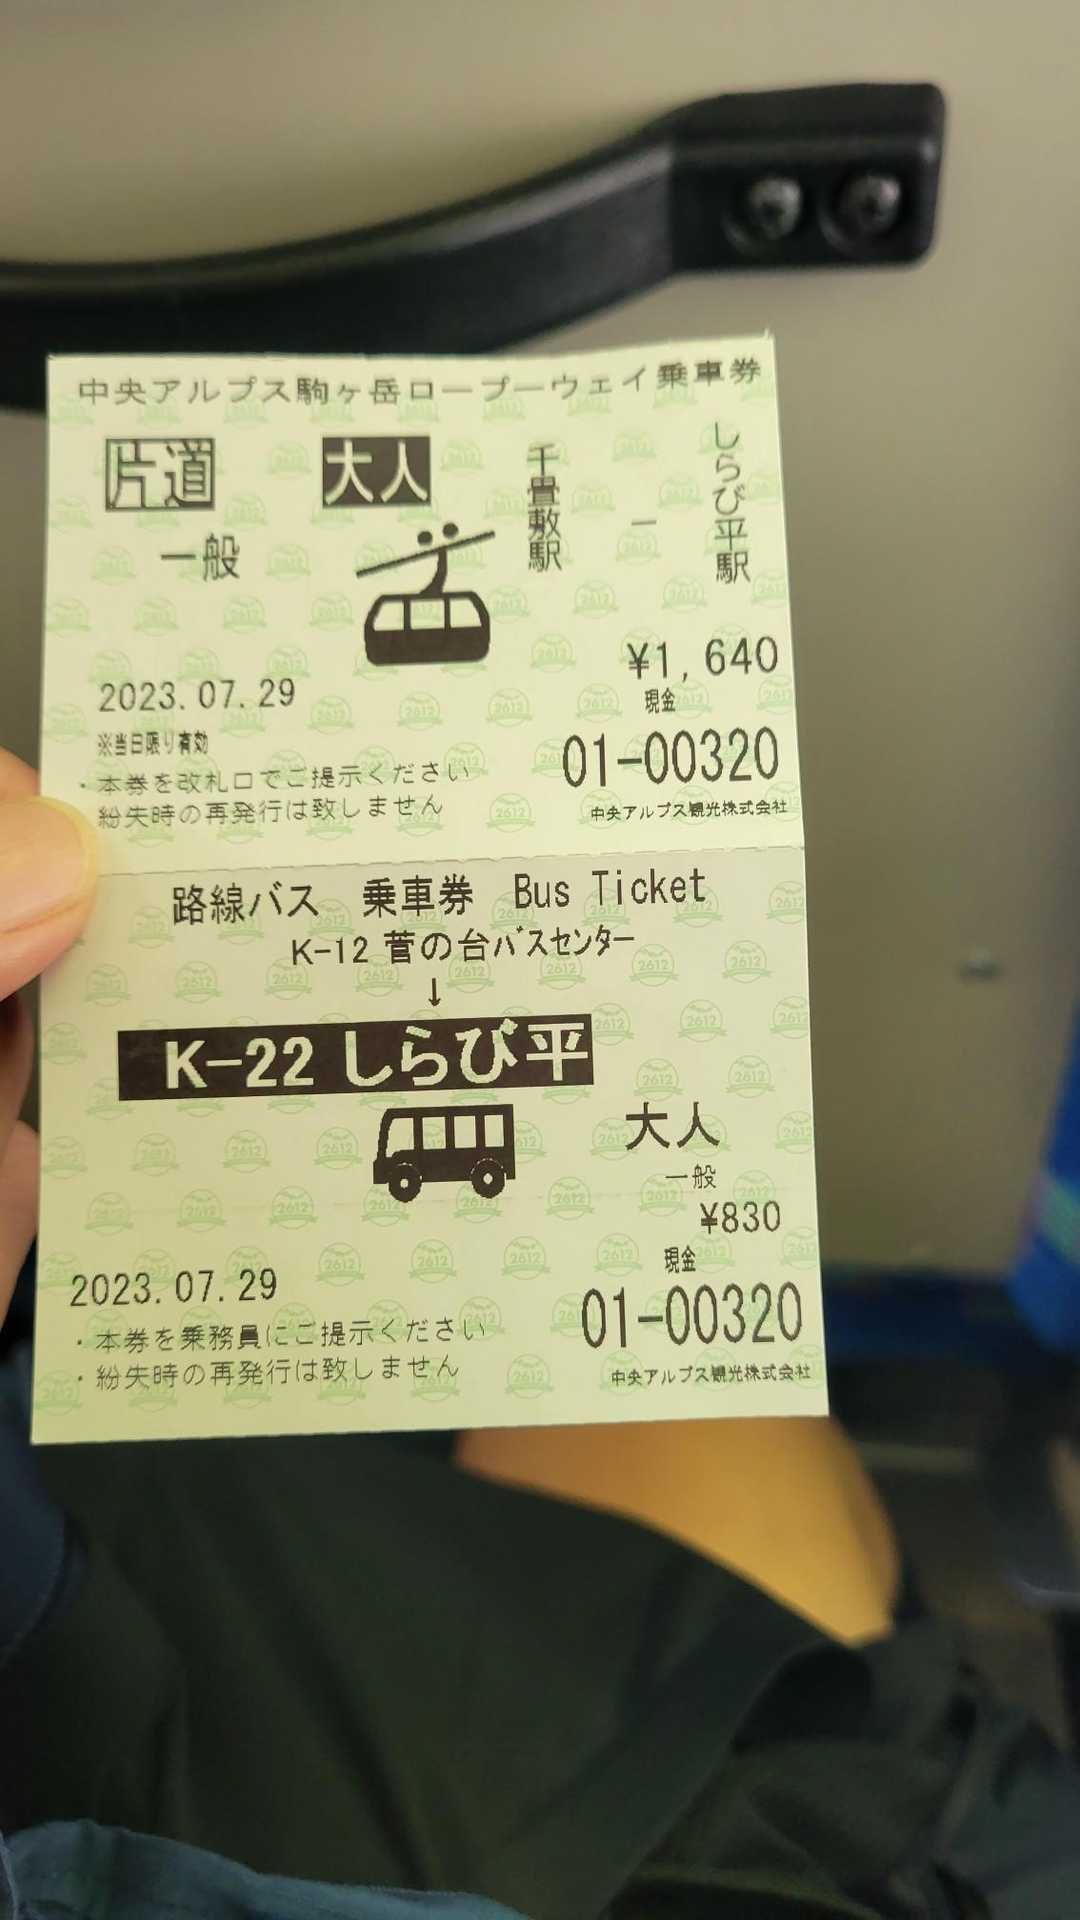 中央アルプス駒ヶ岳ロープーウェイ乗車券
片道 大人
一般
しらび平駅
—
千畳敷駅
¥1,640
現金
2023.07.29
※当日限り有効
01-00320
・本券を改札口でご提示ください
紛失時の再発行は致しません
中央アルプス観光株式会社
路線バス 乗車券 Bus Ticket
K-12 菅の台バスセンター
↓
K-22 しらび平
大人
一般
¥830
現金
2023.07.29
01-00320
・本券を乗務員にご提示ください
・紛失時の再発行は致しません
中央アルプス観光株式会社
2612